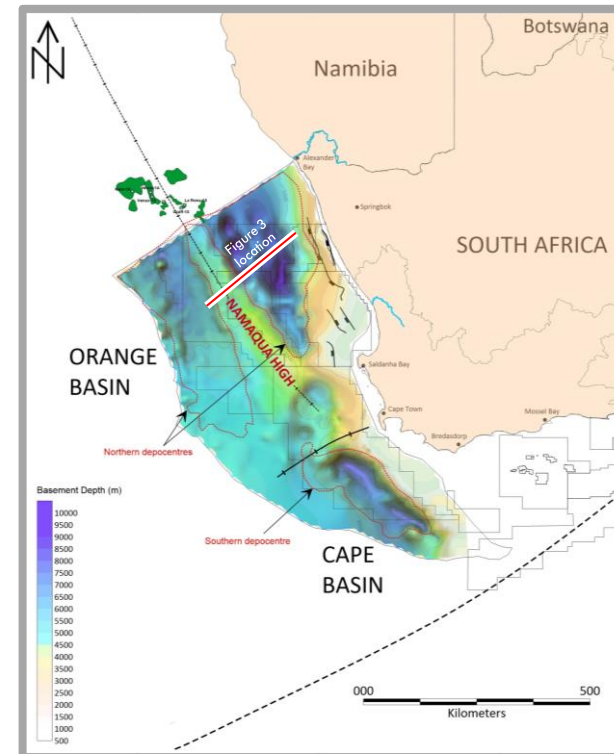 N
Botswana
Namibia
Alexander
Bay
Springbok
SOUTH AFRICA
Figure 3
location
NAMAQUA HIGH
ORANGE
BASIN
Saldanha Bay
Cape Town
Mossel Bay
Bredasdorp
Northern depocentres
Basement Depth (m)
10000
9500
9000
8500
8000
7500
7000
6500
6000
5500
5000
4500
4000
3500
3000
2500
2000
1500
1000
500
Southern depocentre
CAPE
BASIN
000
500
Kilometers